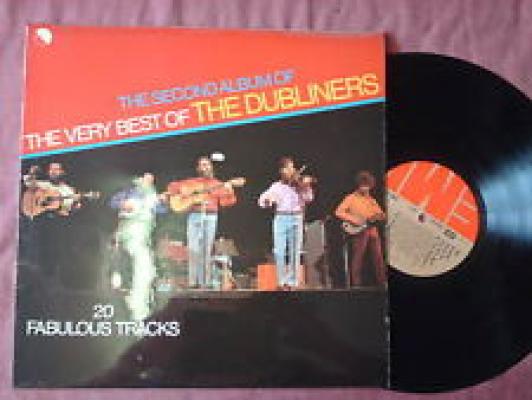 THE SECOND ALBUM OF
THE VERY BEST OF THE DUBLINERS
20
FABULOUS TRACKS